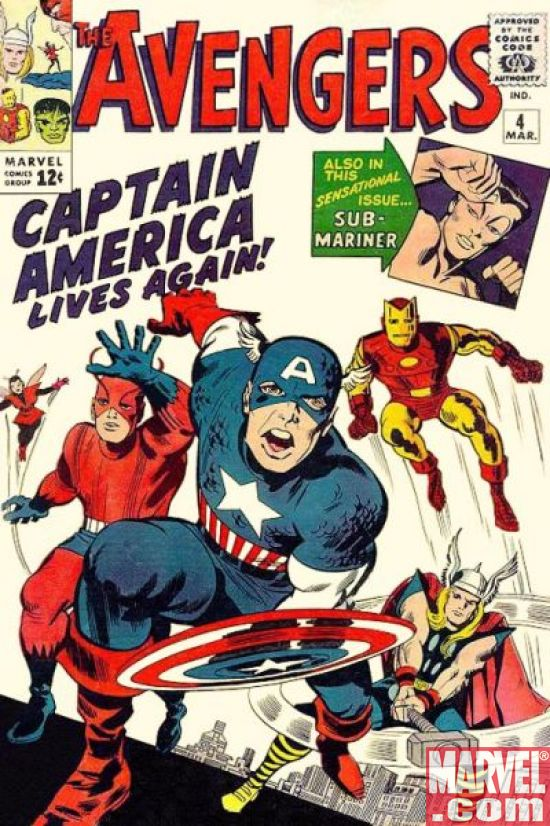 THE AVENGERS
APPROVED
BY THE
COMICS
CODE
AUTHORITY
IND.
4
MAR.
MARVEL
COMICS
GROUP
12¢
CAPTAIN
AMERICA
LIVES AGAIN!
ALSO IN
THIS
SENSATIONAL
ISSUE...
SUB-
MARINER
A
MARVEL®
.COM